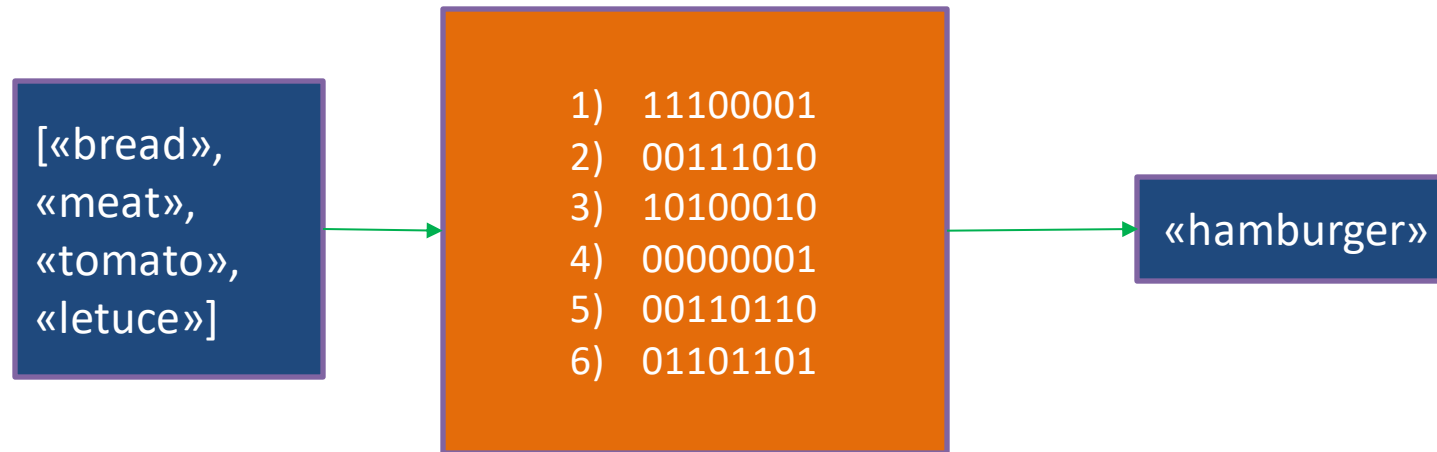 [«bread»,
«meat»,
«tomato»,
«letuce»]
1) 11100001
2) 00111010
3) 10100010
4) 00000001
5) 00110110
6) 01101101
«hamburger»